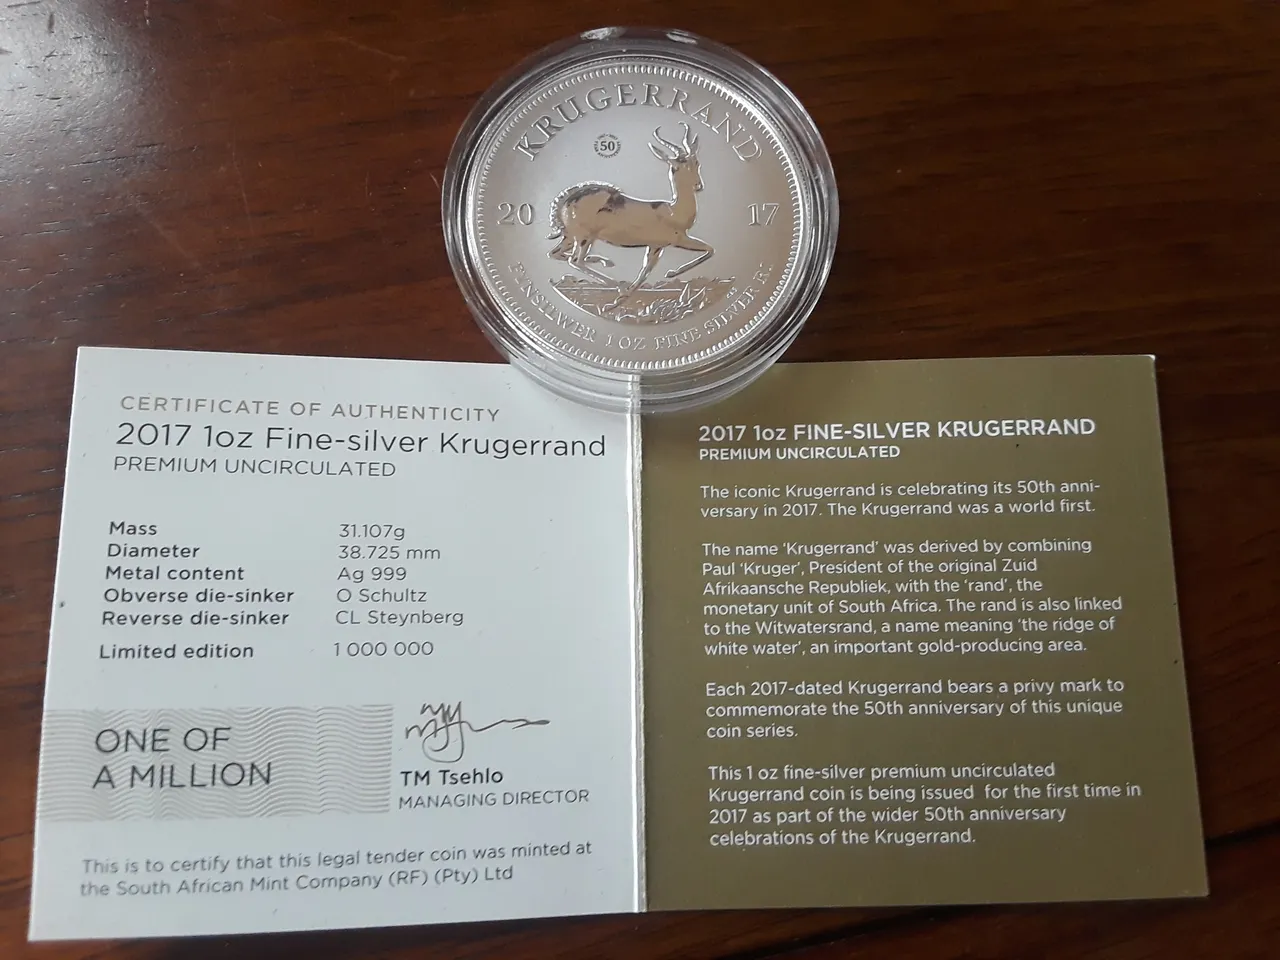 KRUGERRAND
50
20 17
FYNSILWER 1 OZ FINE SILVER R1
CERTIFICATE OF AUTHENTICITY
2017 1oz Fine-silver Krugerrand
PREMIUM UNCIRCULATED
Mass 31.107g
Diameter 38.725 mm
Metal content Ag 999
Obverse die-sinker O Schultz
Reverse die-sinker CL Steynberg
Limited edition 1 000 000
ONE OF
A MILLION
TM Tsehlo
MANAGING DIRECTOR
This is to certify that this legal tender coin was minted at
the South African Mint Company (RF) (Pty) Ltd
2017 1oz FINE-SILVER KRUGERRAND
PREMIUM UNCIRCULATED
The iconic Krugerrand is celebrating its 50th anni-
versary in 2017. The Krugerrand was a world first.
The name ‘Krugerrand’ was derived by combining
Paul ‘Kruger’, President of the original Zuid
Afrikaansche Republiek, with the ‘rand’, the
monetary unit of South Africa. The rand is also linked
to the Witwatersrand, a name meaning ‘the ridge of
white water’, an important gold-producing area.
Each 2017-dated Krugerrand bears a privy mark to
commemorate the 50th anniversary of this unique
coin series.
This 1 oz fine-silver premium uncirculated
Krugerrand coin is being issued for the first time in
2017 as part of the wider 50th anniversary
celebrations of the Krugerrand.